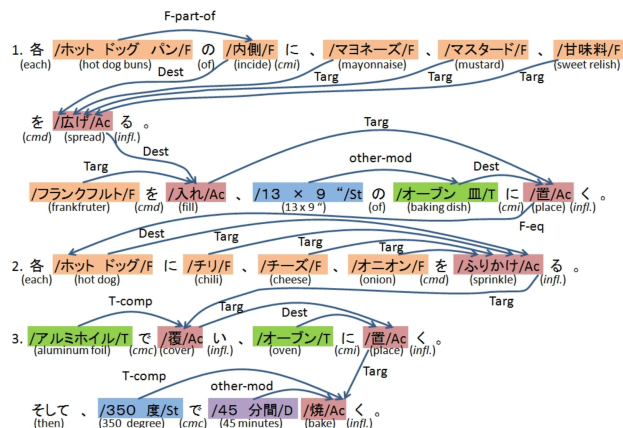 F-part-of
1. 各 /ホット ドッグ パン/F の /内側/F に 、 /マヨネーズ/F 、 /マスタード/F 、 /甘味料/F
(each) (hot dog buns) (of) (incide) (cmi) (mayonnaise) (mustard) (sweet relish)
Dest Targ Targ Targ
を /広げ/Ac る 。
(cmd) (spread) (infl.)
Targ Dest other-mod Targ Dest
/フランクフルト/F を /入れ/Ac 、 /13 × 9 “/St の /オーブン 皿/T に /置/Ac く 。
(frankfruter) (cmd) (fill) (13 x 9 “) (of) (baking dish) (cmi) (place) (infl.)
F-eq
Dest Targ Targ Targ
2. 各 /ホット ドッグ/F に /チリ/F 、 /チーズ/F 、 /オニオン/F を /ふりかけ/Ac る 。
(each) (hot dog) (chili) (cheese) (onion) (cmd) (sprinkle) (infl.)
T-comp Targ Dest Targ
3. /アルミホイル/T で /覆/Ac い 、 /オーブン/T に /置/Ac く 。
(aluminum foil) (cmc) (cover) (infl.) (oven) (cmi) (place) (infl.)
T-comp other-mod Targ
そして 、 /350 度/St で /45 分間/D /焼/Ac く 。
(then) (350 degree) (cmc) (45 minutes) (bake) (infl.)